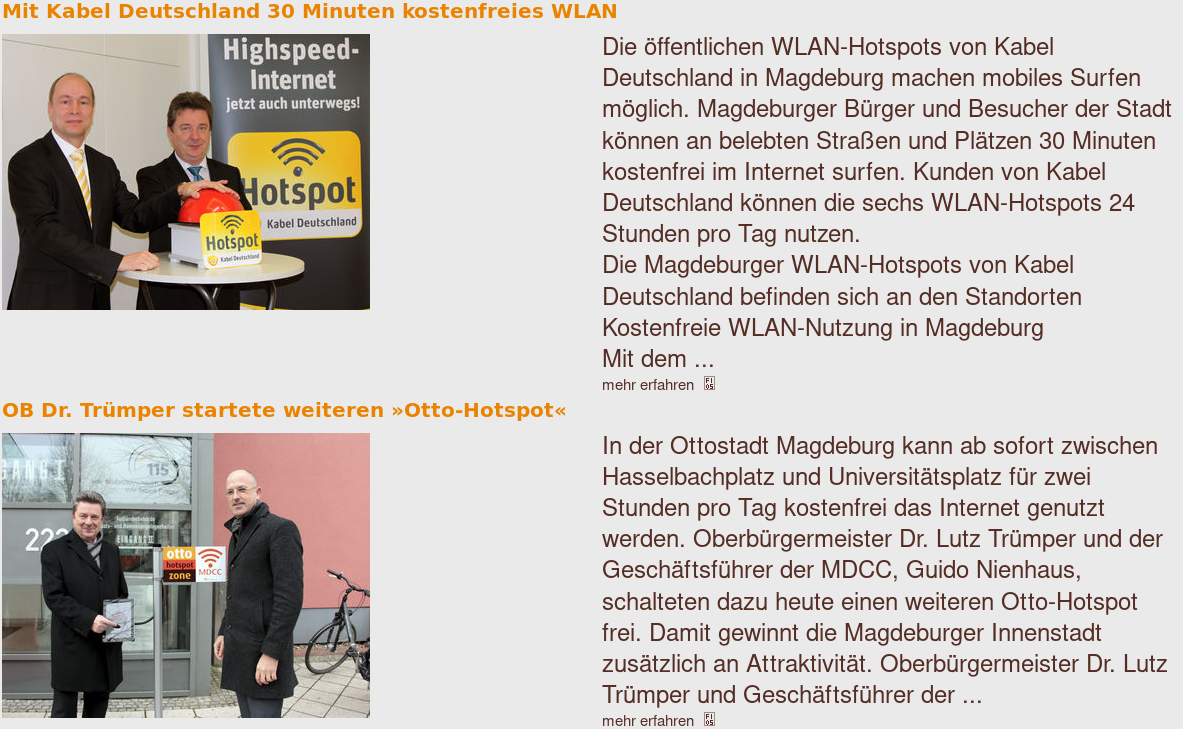 Mit Kabel Deutschland 30 Minuten kostenfreies WLAN
Highspeed-
Internet
jetzt auch unterwegs!
Hotspot
Kabel Deutschland
Hotspot
Kabel Deutschland
Die öffentlichen WLAN-Hotspots von Kabel
Deutschland in Magdeburg machen mobiles Surfen
möglich. Magdeburger Bürger und Besucher der Stadt
können an belebten Straßen und Plätzen 30 Minuten
kostenfrei im Internet surfen. Kunden von Kabel
Deutschland können die sechs WLAN-Hotspots 24
Stunden pro Tag nutzen.
Die Magdeburger WLAN-Hotspots von Kabel
Deutschland befinden sich an den Standorten
Kostenfreie WLAN-Nutzung in Magdeburg
Mit dem ...
mehr erfahren
OB Dr. Trümper startete weiteren »Otto-Hotspot«
115
222
EINGANG II
otto
hotspot
zone
MDCC
In der Ottostadt Magdeburg kann ab sofort zwischen
Hasselbachplatz und Universitätsplatz für zwei
Stunden pro Tag kostenfrei das Internet genutzt
werden. Oberbürgermeister Dr. Lutz Trümper und der
Geschäftsführer der MDCC, Guido Nienhaus,
schalteten dazu heute einen weiteren Otto-Hotspot
frei. Damit gewinnt die Magdeburger Innenstadt
zusätzlich an Attraktivität. Oberbürgermeister Dr. Lutz
Trümper und Geschäftsführer der ...
mehr erfahren